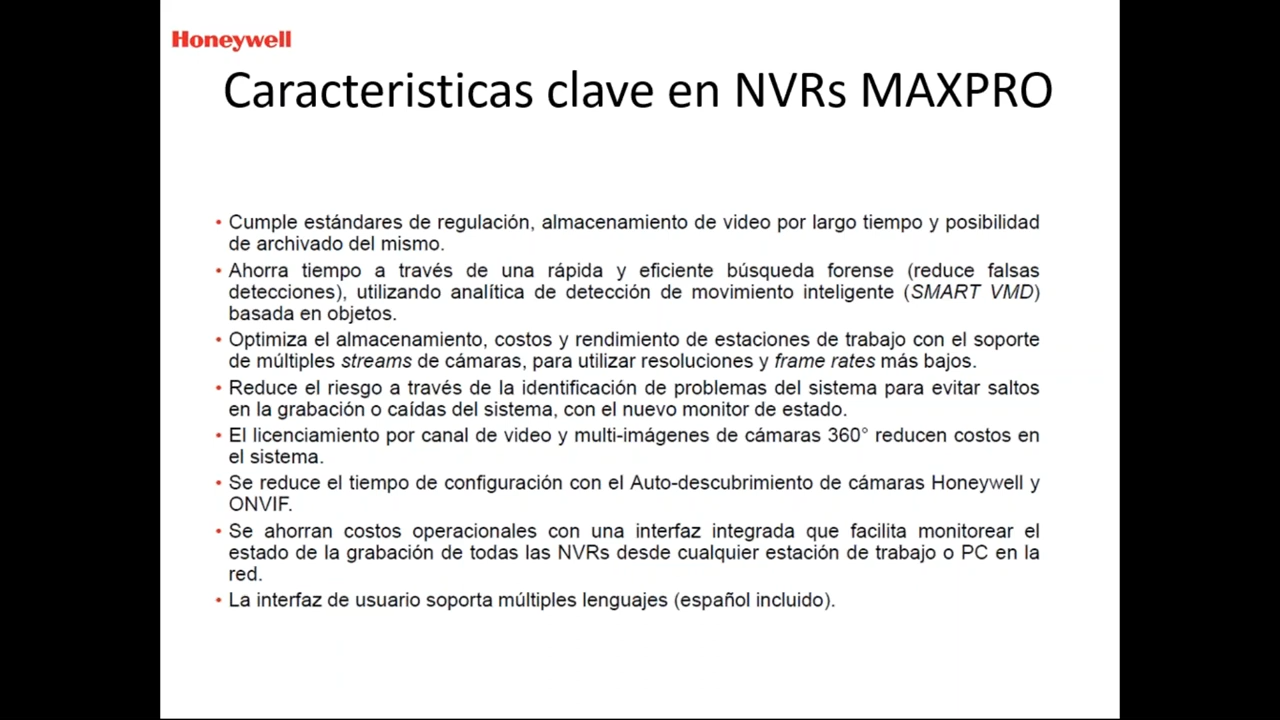 Honeywell
Caracteristicas clave en NVRs MAXPRO
• Cumple estándares de regulación, almacenamiento de video por largo tiempo y posibilidad
de archivado del mismo.
• Ahorra tiempo a través de una rápida y eficiente búsqueda forense (reduce falsas
detecciones), utilizando analítica de detección de movimiento inteligente (SMART VMD)
basada en objetos.
• Optimiza el almacenamiento, costos y rendimiento de estaciones de trabajo con el soporte
de múltiples streams de cámaras, para utilizar resoluciones y frame rates más bajos.
• Reduce el riesgo a través de la identificación de problemas del sistema para evitar saltos
en la grabación o caídas del sistema, con el nuevo monitor de estado.
• El licenciamiento por canal de video y multi-imágenes de cámaras 360° reducen costos en
el sistema.
• Se reduce el tiempo de configuración con el Auto-descubrimiento de cámaras Honeywell y
ONVIF.
• Se ahorran costos operacionales con una interfaz integrada que facilita monitorear el
estado de la grabación de todas las NVRs desde cualquier estación de trabajo o PC en la
red.
• La interfaz de usuario soporta múltiples lenguajes (español incluido).